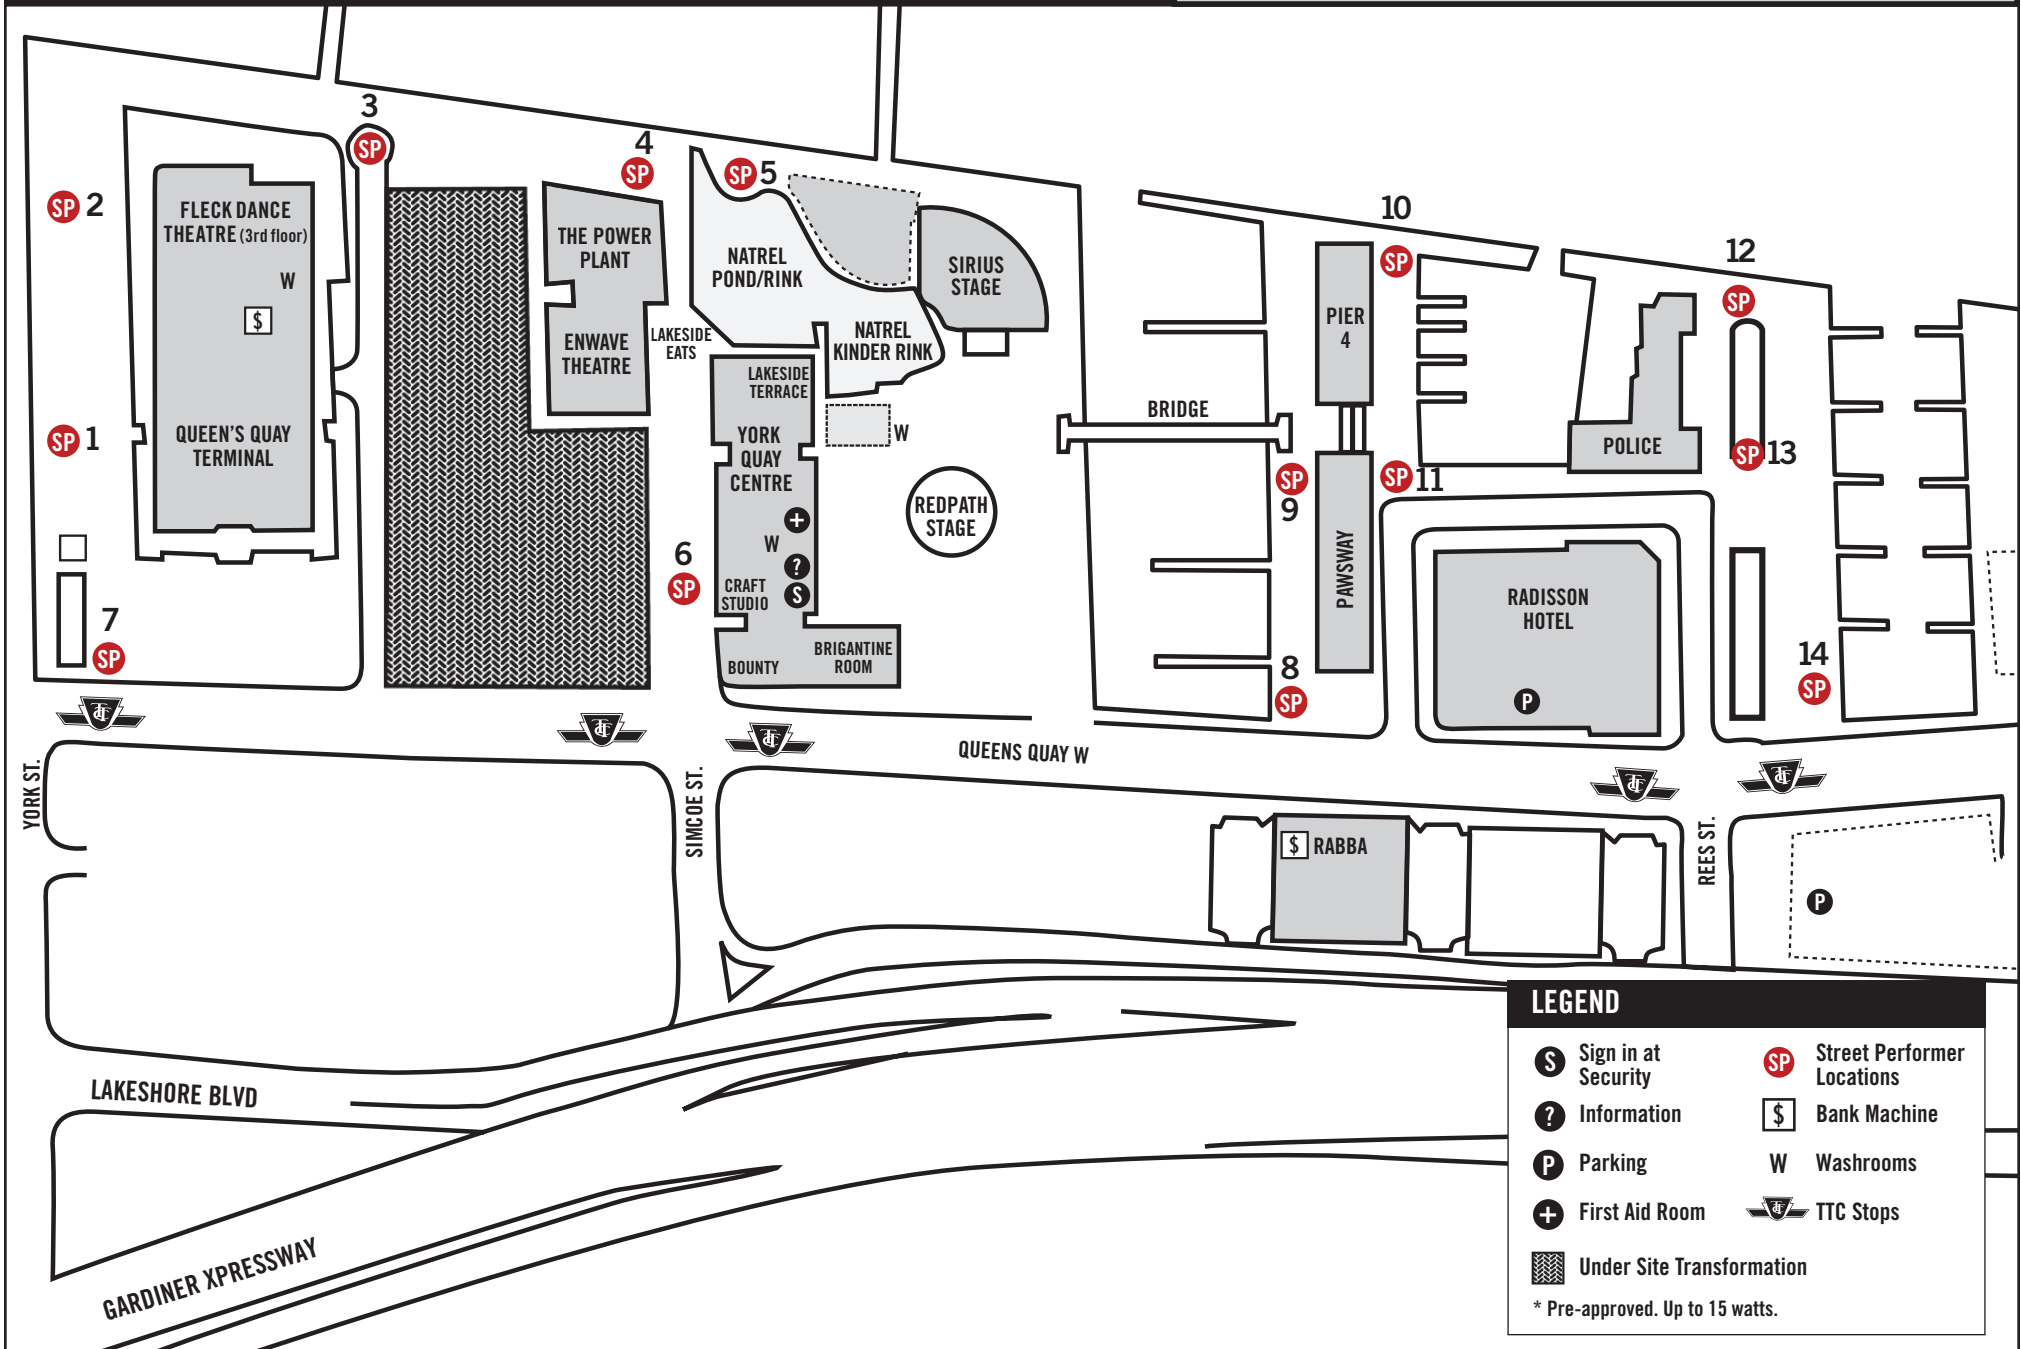 3
SP
4
SP
SP 5
SP 2
FLECK DANCE
THEATRE (3rd floor)
W
$
QUEEN'S QUAY
TERMINAL
SP 1
7
SP
THE POWER
PLANT
ENWAVE
THEATRE
LAKESIDE
EATS
NATREL
POND/RINK
NATREL
KINDER RINK
SIRIUS
STAGE
LAKESIDE
TERRACE
YORK
QUAY
CENTRE
W
REDPATH
STAGE
+
W
?
S
CRAFT
STUDIO
6
SP
BOUNTY
BRIGANTINE
ROOM
BRIDGE
10
SP
PIER
4
SP
9
SP 11
PAWSWAY
8
SP
12
SP
POLICE
SP 13
RADISSON
HOTEL
P
14
SP
QUEENS QUAY W
YORK ST.
SIMCOE ST.
REES ST.
$ RABBA
P
LAKESHORE BLVD
GARDINER XPRESSWAY
LEGEND
S Sign in at
Security
? Information
P Parking
+ First Aid Room
Under Site Transformation
* Pre-approved. Up to 15 watts.
SP Street Performer
Locations
$ Bank Machine
W Washrooms
TTC Stops